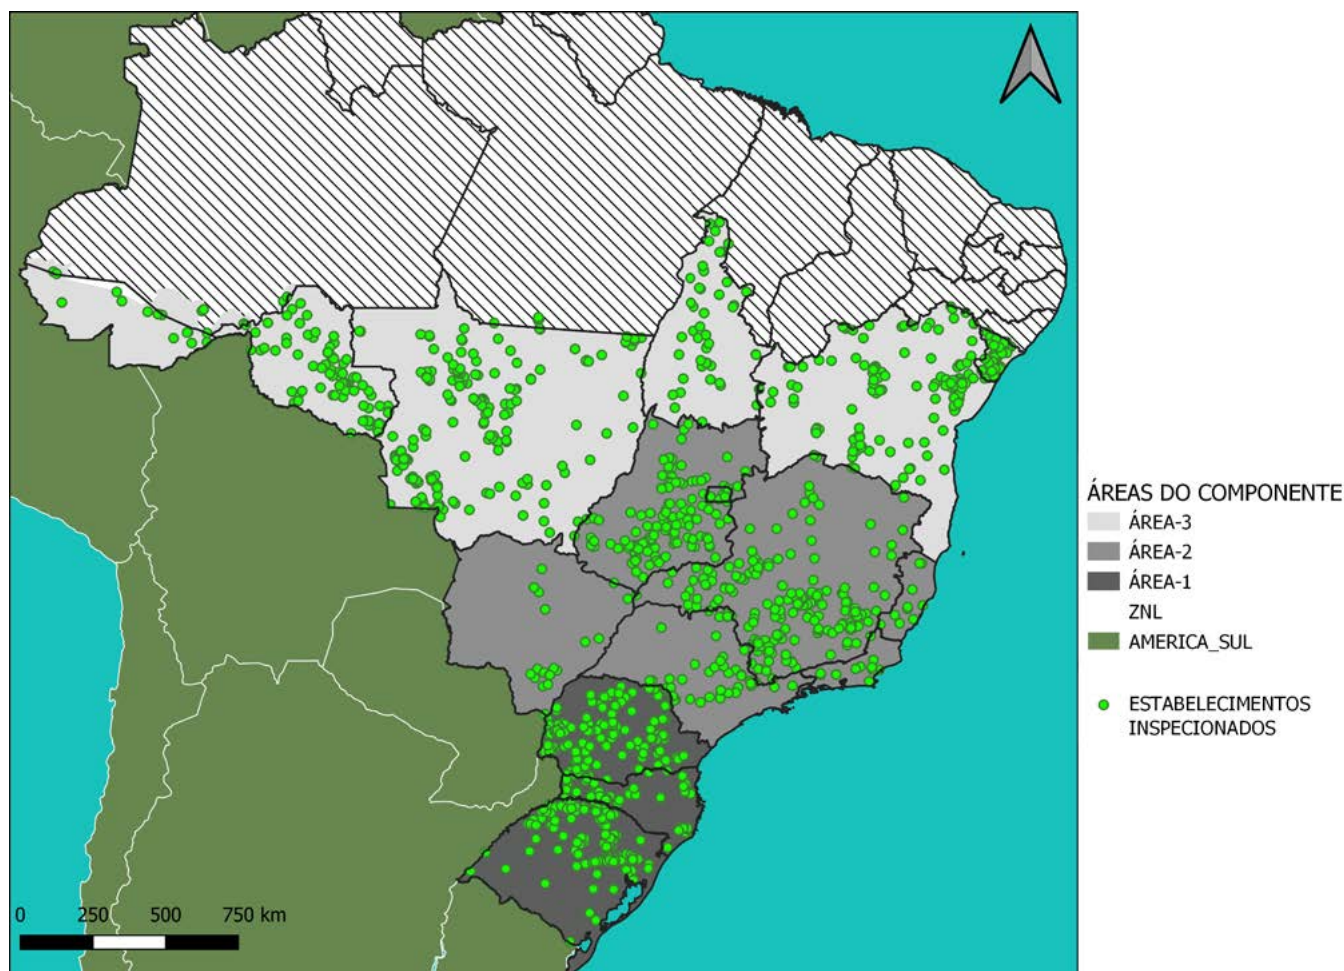 ÁREAS DO COMPONENTE
ÁREA-3
ÁREA-2
ÁREA-1
ZNL
AMERICA_SUL
ESTABELECIMENTOS
INSPECIONADOS
0 250 500 750 km